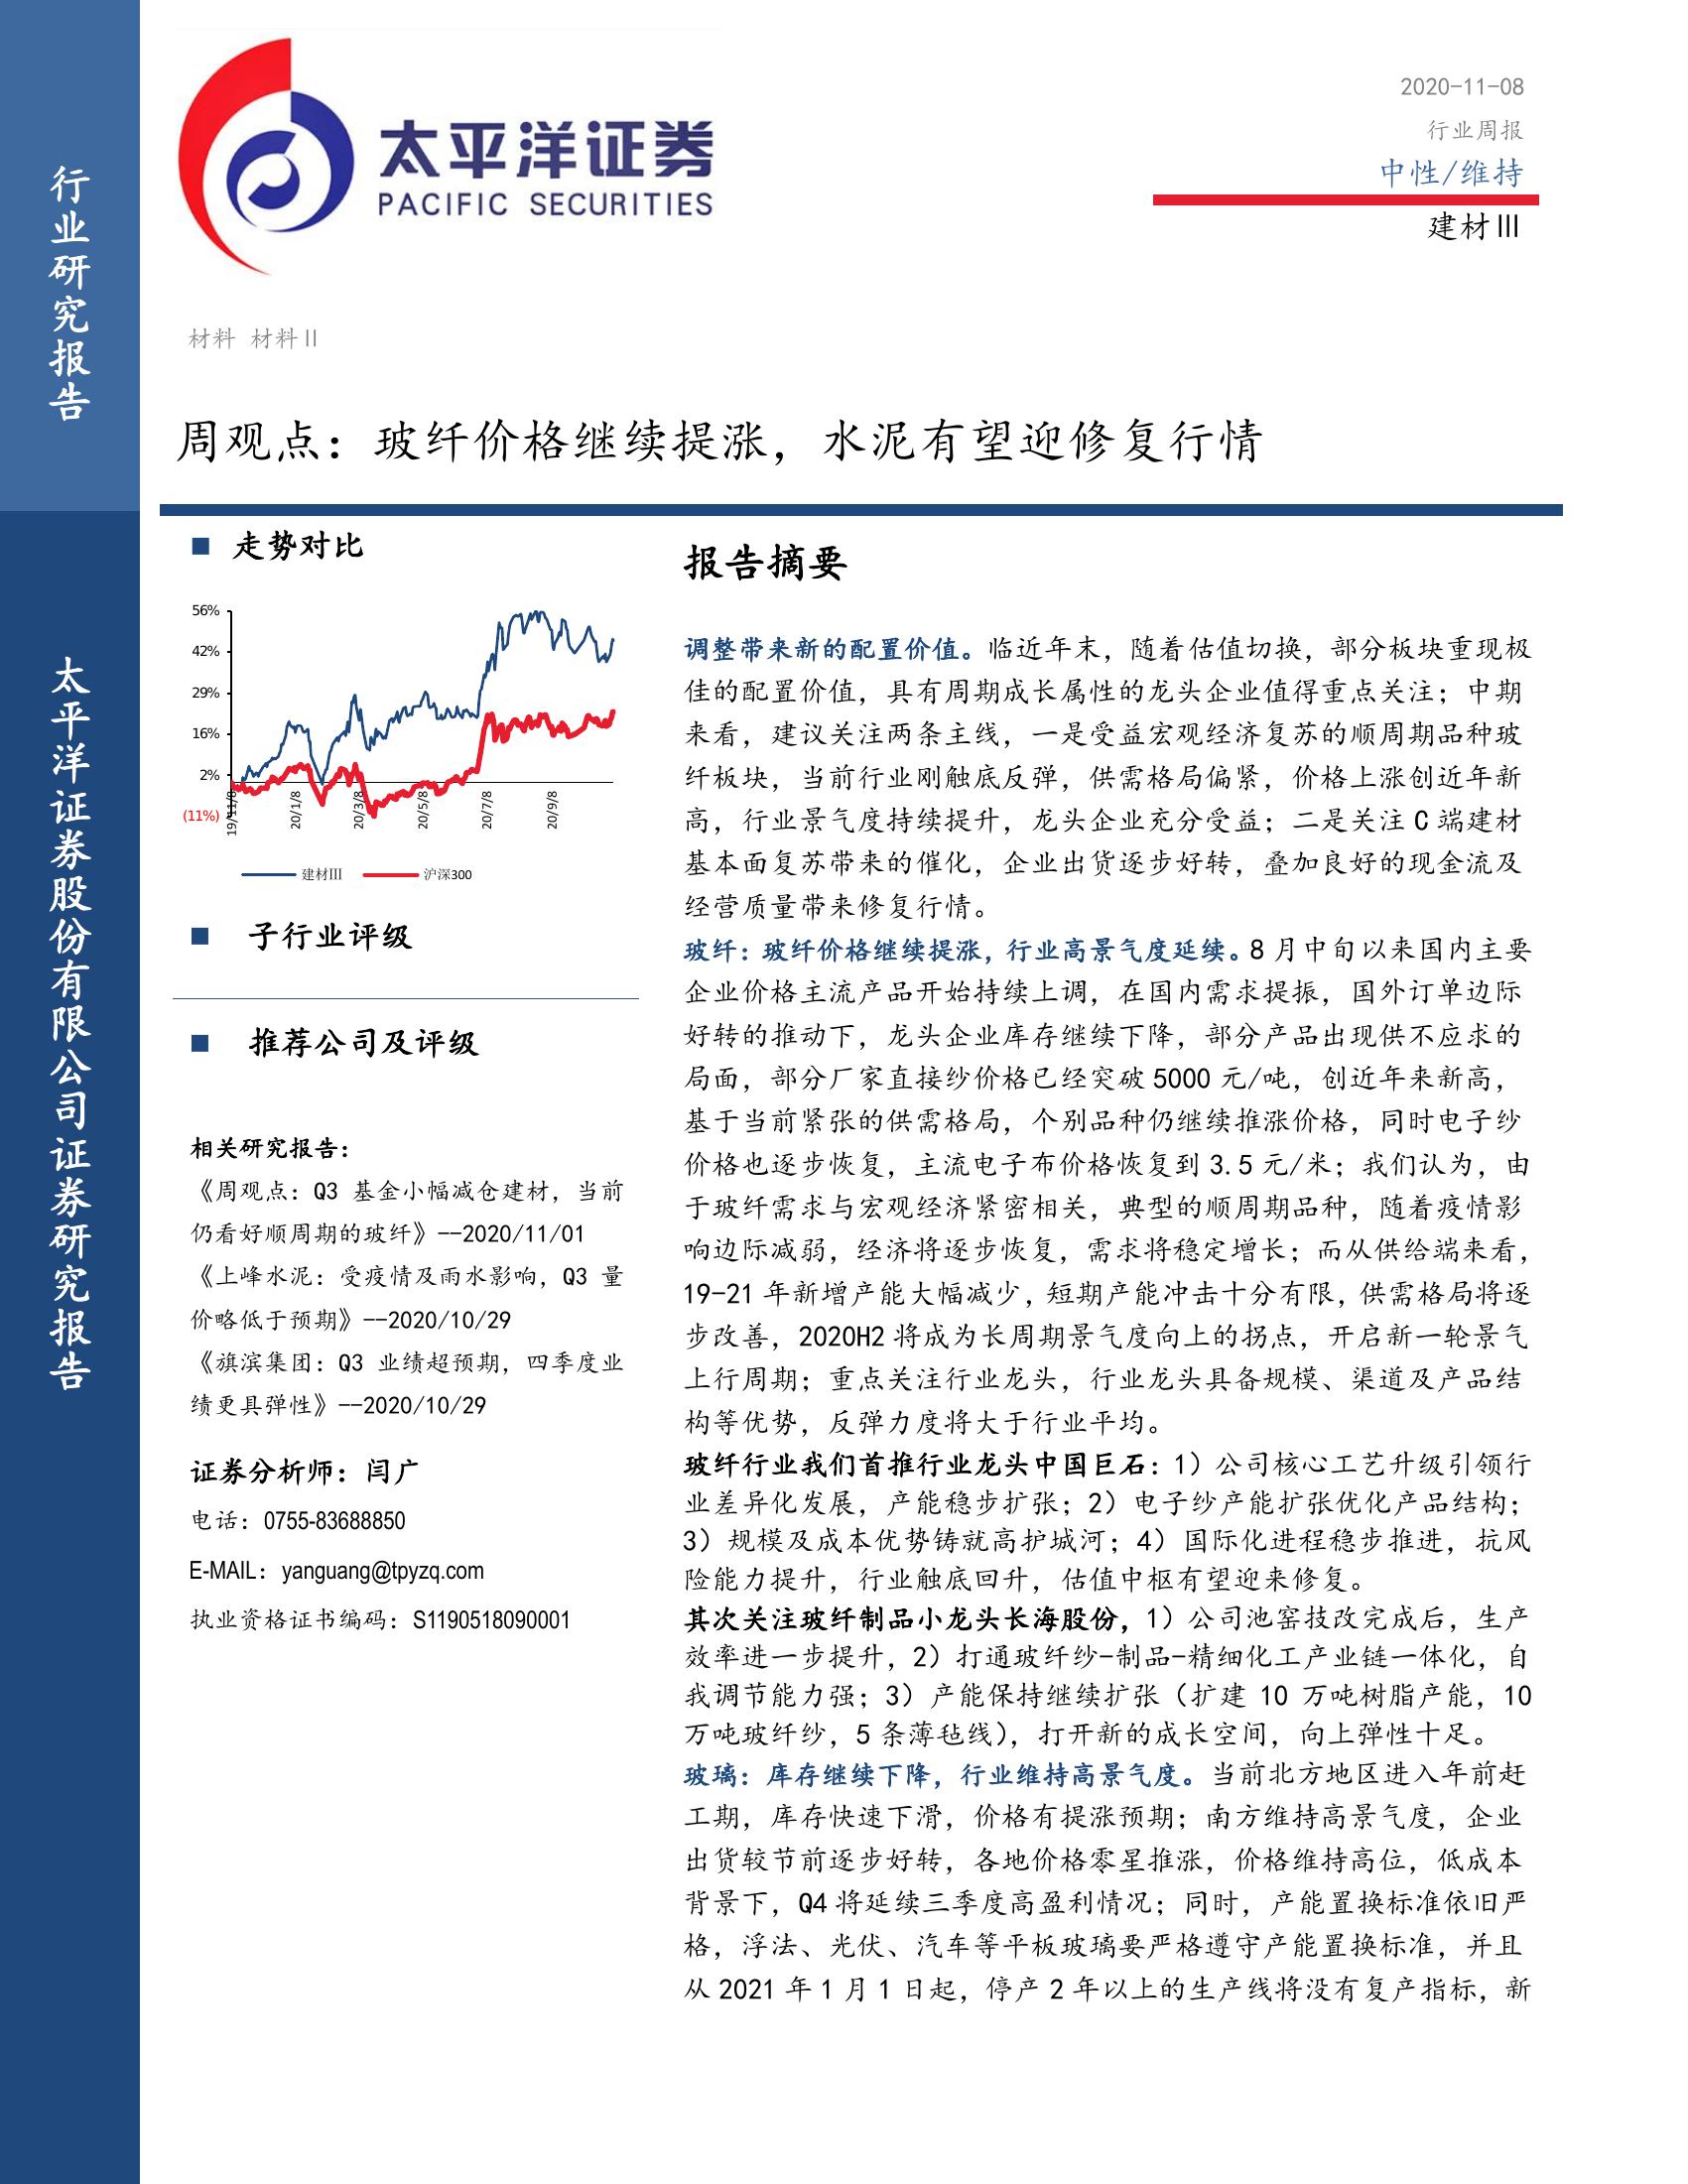 行业研究报告
太平洋证券股份有限公司证券研究报告
太平洋证券
PACIFIC SECURITIES
2020-11-08
行业周报
中性/维持
建材Ⅲ
材料 材料Ⅱ
周观点：玻纤价格继续提涨，水泥有望迎修复行情
■ 走势对比
56%
42%
29%
16%
2%
(11%)
19/11/8
20/1/8
20/3/8
20/5/8
20/7/8
20/9/8
建材Ⅲ 沪深300
■ 子行业评级
■ 推荐公司及评级
相关研究报告：
《周观点：Q3 基金小幅减仓建材，当前
仍看好顺周期的玻纤》--2020/11/01
《上峰水泥：受疫情及雨水影响，Q3 量
价略低于预期》--2020/10/29
《旗滨集团：Q3 业绩超预期，四季度业
绩更具弹性》--2020/10/29
证券分析师：闫广
电话：0755-83688850
E-MAIL：yanguang@tpyzq.com
执业资格证书编码：S1190518090001
报告摘要
调整带来新的配置价值。临近年末，随着估值切换，部分板块重现极
佳的配置价值，具有周期成长属性的龙头企业值得重点关注；中期
来看，建议关注两条主线，一是受益宏观经济复苏的顺周期品种玻
纤板块，当前行业刚触底反弹，供需格局偏紧，价格上涨创近年新
高，行业景气度持续提升，龙头企业充分受益；二是关注 C 端建材
基本面复苏带来的催化，企业出货逐步好转，叠加良好的现金流及
经营质量带来修复行情。
玻纤：玻纤价格继续提涨，行业高景气度延续。8 月中旬以来国内主要
企业价格主流产品开始持续上调，在国内需求提振，国外订单边际
好转的推动下，龙头企业库存继续下降，部分产品出现供不应求的
局面，部分厂家直接纱价格已经突破 5000 元/吨，创近年来新高，
基于当前紧张的供需格局，个别品种仍继续推涨价格，同时电子纱
价格也逐步恢复，主流电子布价格恢复到 3.5 元/米；我们认为，由
于玻纤需求与宏观经济紧密相关，典型的顺周期品种，随着疫情影
响边际减弱，经济将逐步恢复，需求将稳定增长；而从供给端来看，
19-21 年新增产能大幅减少，短期产能冲击十分有限，供需格局将逐
步改善，2020H2 将成为长周期景气度向上的拐点，开启新一轮景气
上行周期；重点关注行业龙头，行业龙头具备规模、渠道及产品结
构等优势，反弹力度将大于行业平均。
玻纤行业我们首推行业龙头中国巨石：1）公司核心工艺升级引领行
业差异化发展，产能稳步扩张；2）电子纱产能扩张优化产品结构；
3）规模及成本优势铸就高护城河；4）国际化进程稳步推进，抗风
险能力提升，行业触底回升，估值中枢有望迎来修复。
其次关注玻纤制品小龙头长海股份，1）公司池窑技改完成后，生产
效率进一步提升，2）打通玻纤纱-制品-精细化工产业链一体化，自
我调节能力强；3）产能保持继续扩张（扩建 10 万吨树脂产能，10
万吨玻纤纱，5 条薄毡线），打开新的成长空间，向上弹性十足。
玻璃：库存继续下降，行业维持高景气度。当前北方地区进入年前赶
工期，库存快速下滑，价格有提涨预期；南方维持高景气度，企业
出货较节前逐步好转，各地价格零星推涨，价格维持高位，低成本
背景下，Q4 将延续三季度高盈利情况；同时，产能置换标准依旧严
格，浮法、光伏、汽车等平板玻璃要严格遵守产能置换标准，并且
从 2021 年 1 月 1 日起，停产 2 年以上的生产线将没有复产指标，新